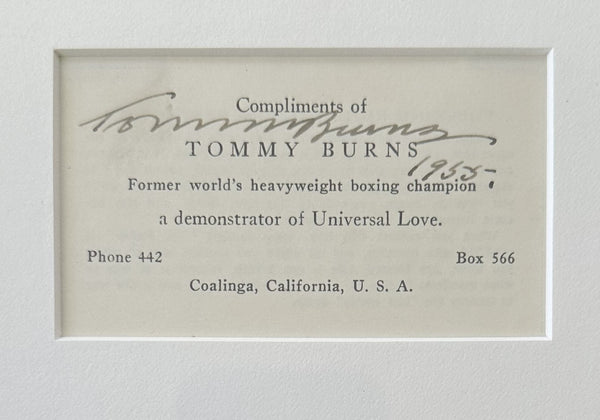 Compliments of
Tommy Burns
TOMMY BURNS
1955.
Former world's heavyweight boxing champion
a demonstrator of Universal Love.
Phone 442 Box 566
Coalinga, California, U. S. A.